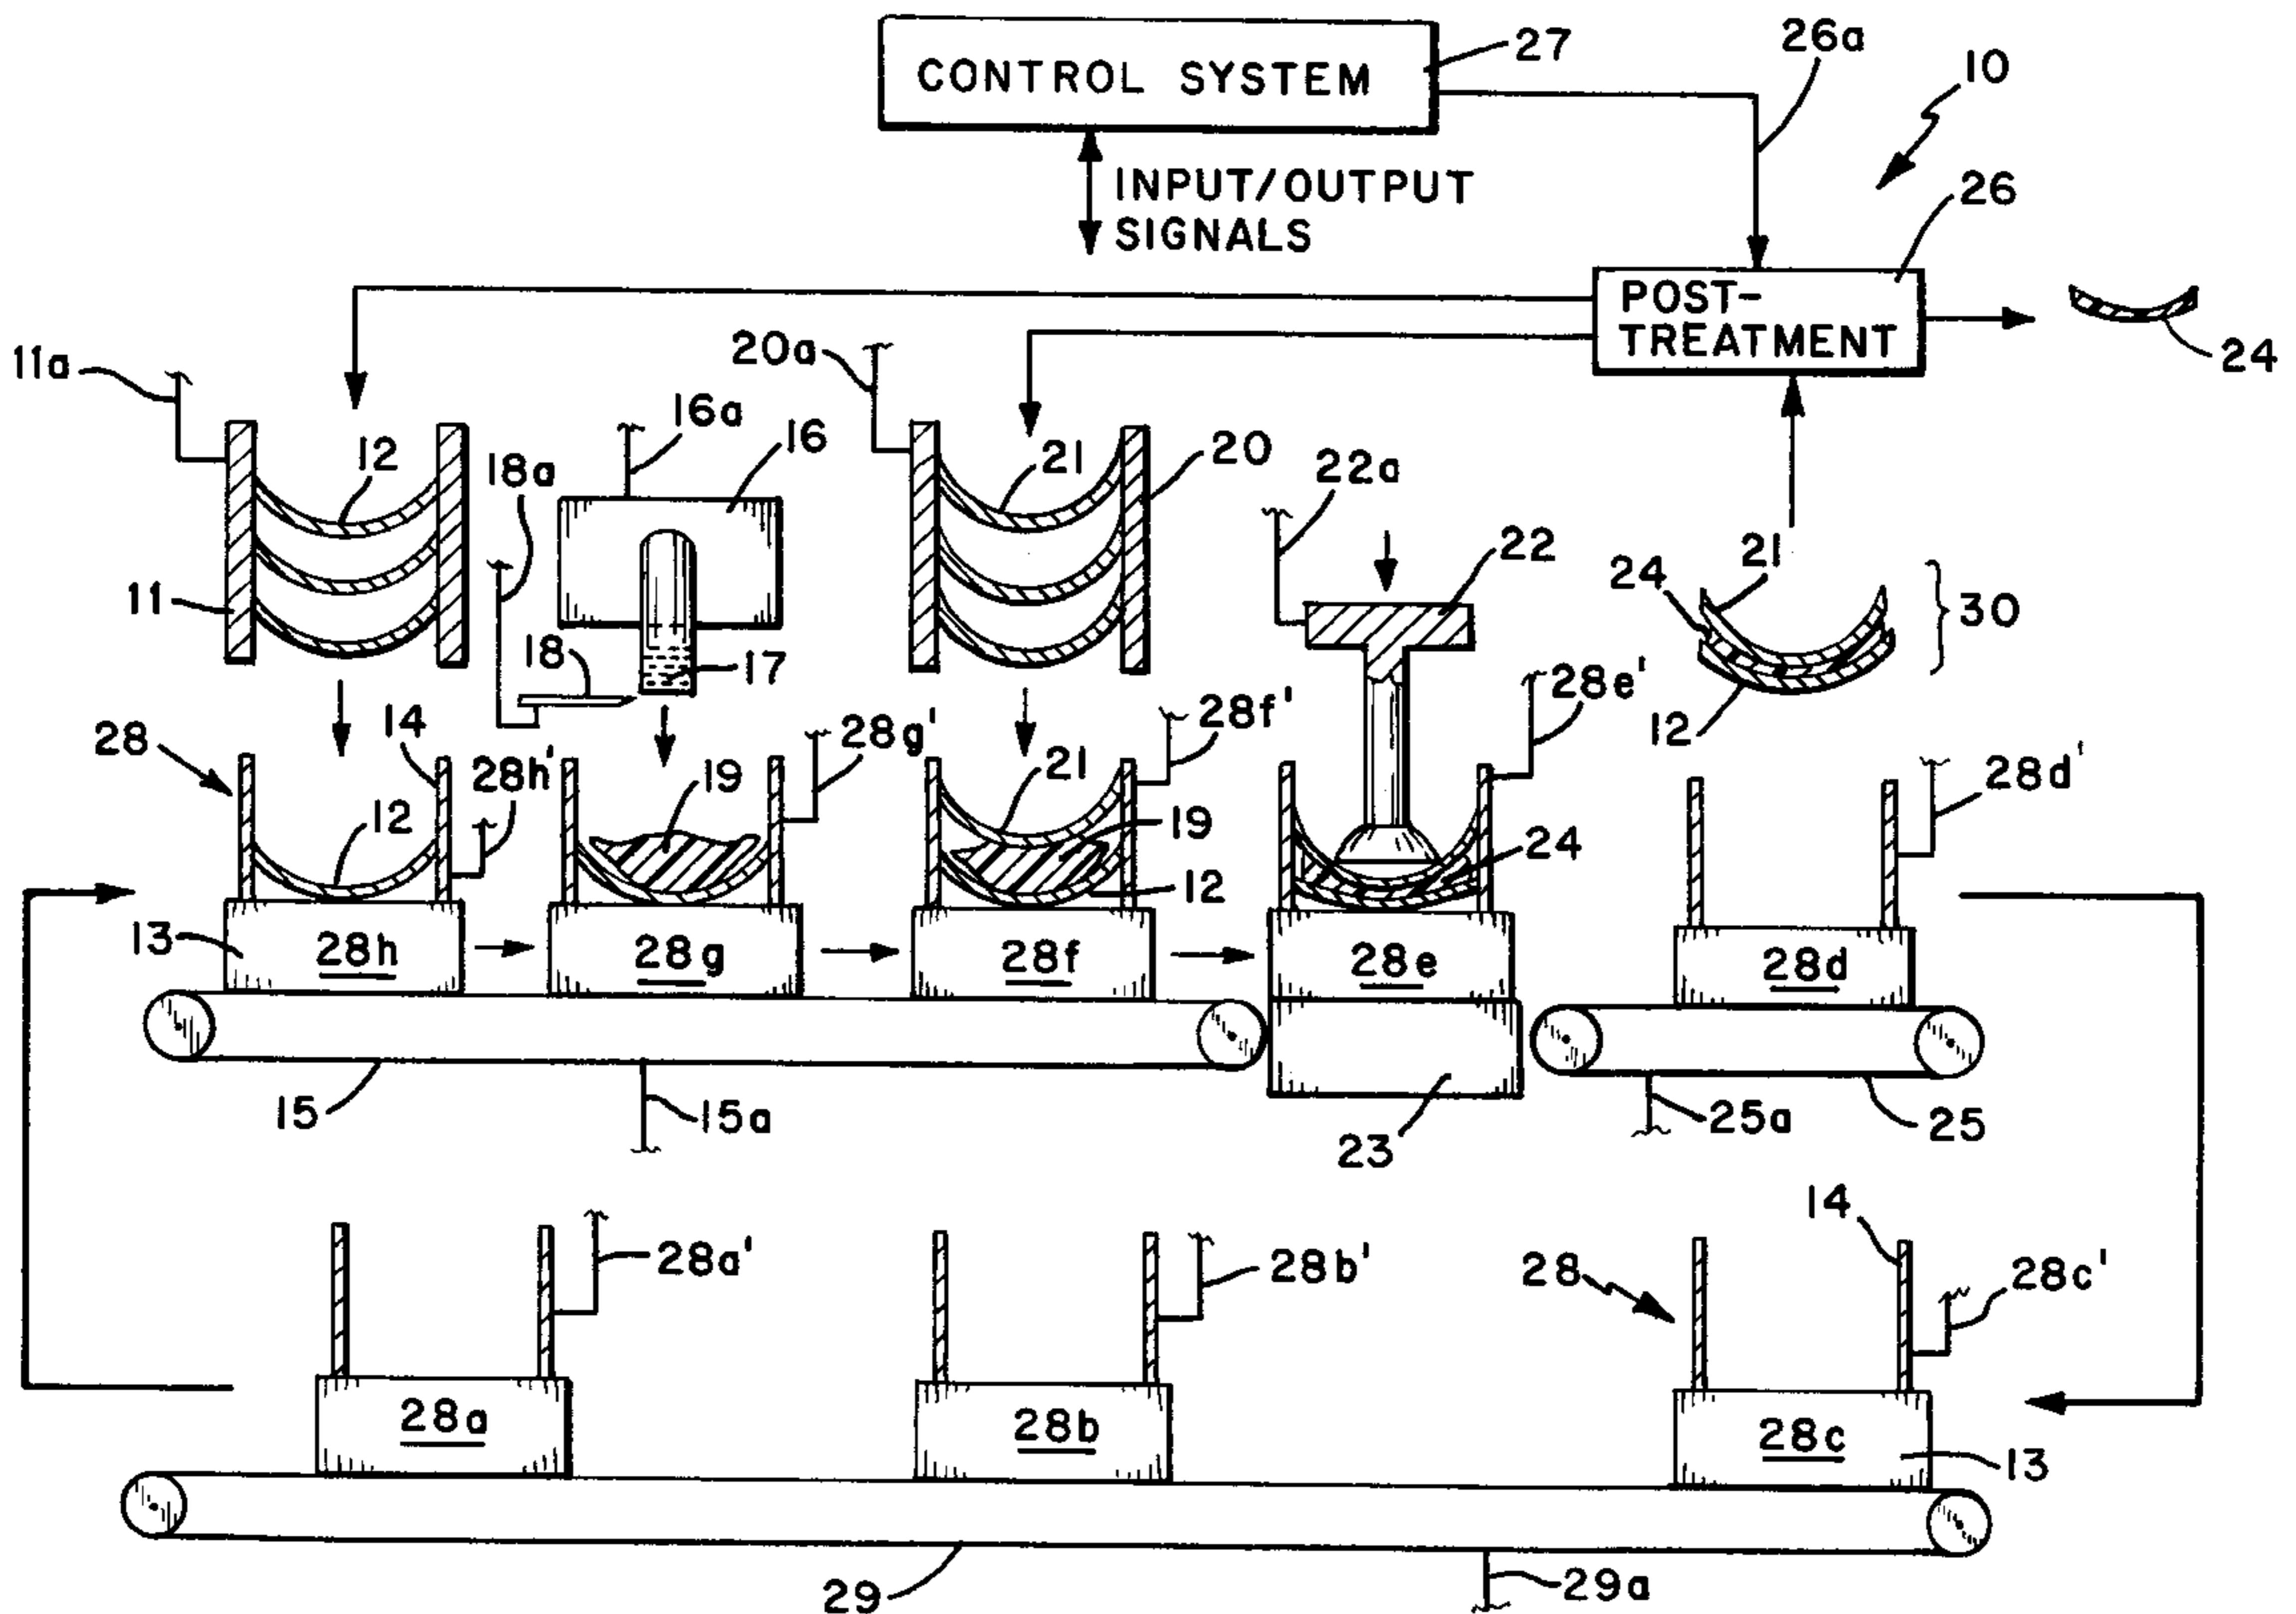 CONTROL SYSTEM
27
26a
10
INPUT/OUTPUT
SIGNALS
26
POST-
TREATMENT
24
11a
20a
16a
16
12
18a
21
20
22a
22
21
24
30
11
18
17
12
28
14
28h'
28g'
28f'
28e'
28d'
12
19
21
19
24
12
13
28h
28g
28f
28e
28d
15
15a
23
25a
25
14
28a'
28b'
28
28c'
28a
28b
28c
13
29
29a